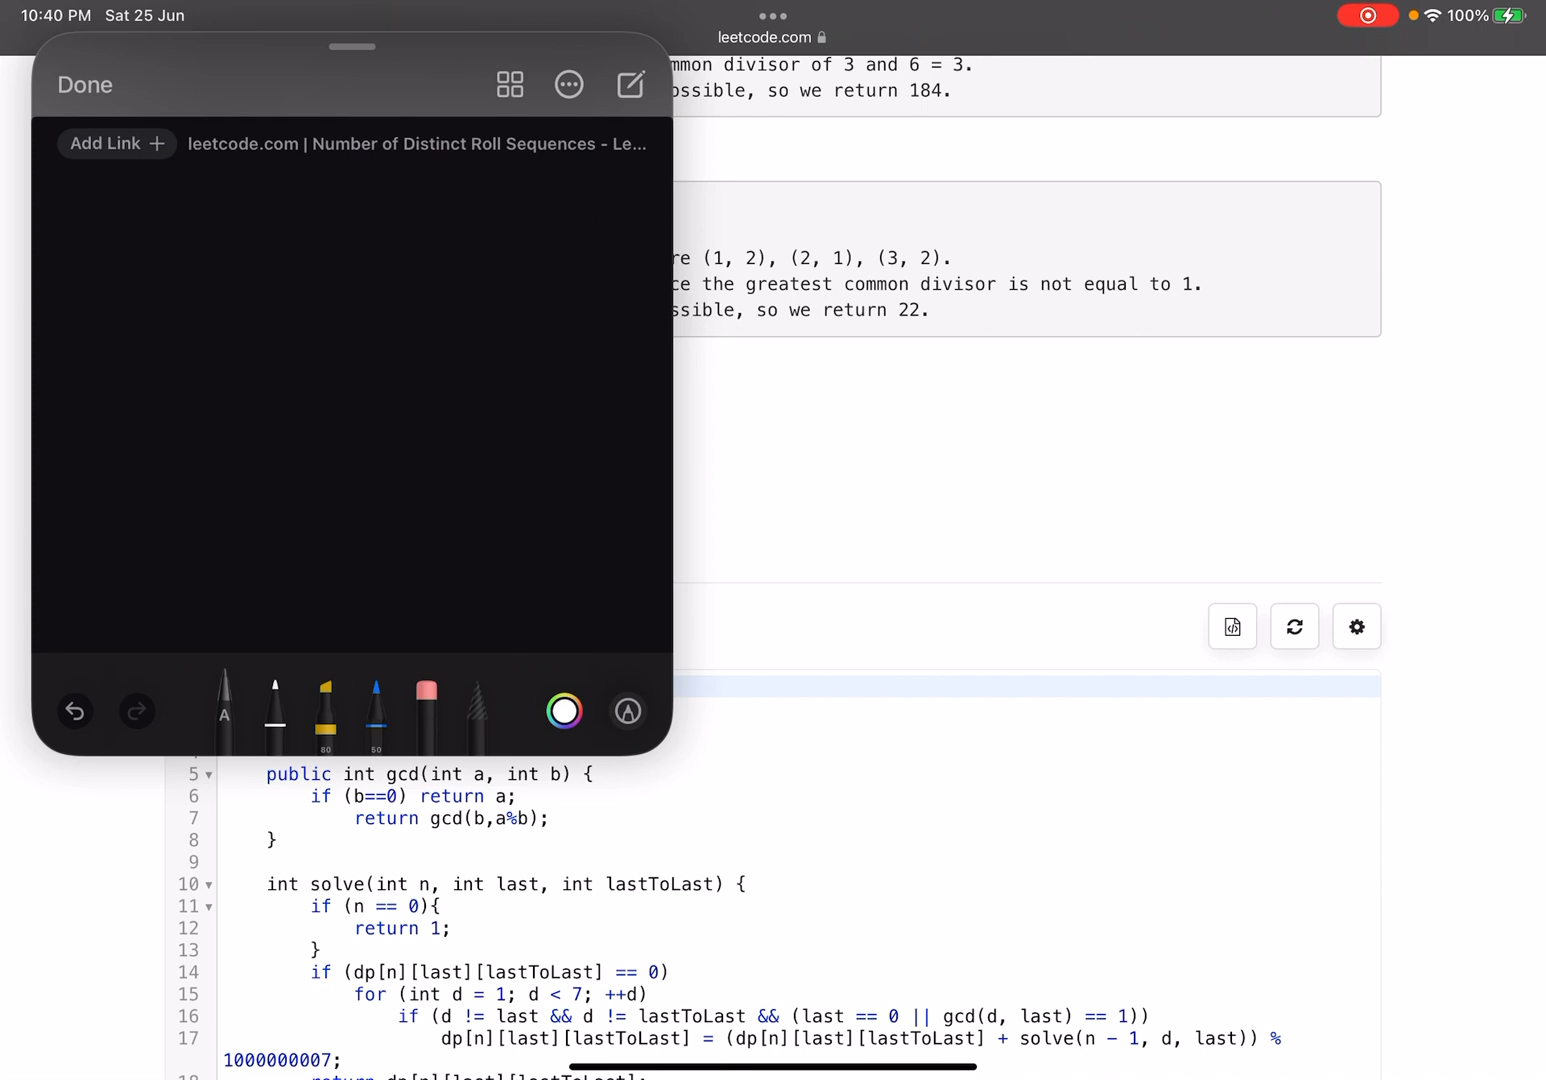 10:40 PM Sat 25 Jun
100%
leetcode.com
Done
Add Link + leetcode.com | Number of Distinct Roll Sequences - Le...
mmon divisor of 3 and 6 = 3.
ossible, so we return 184.
re (1, 2), (2, 1), (3, 2).
ce the greatest common divisor is not equal to 1.
ssible, so we return 22.
A
80
50
5 public int gcd(int a, int b) {
6 if (b==0) return a;
7 return gcd(b,a%b);
8 }
9
10 int solve(int n, int last, int lastToLast) {
11 if (n == 0){
12 return 1;
13 }
14 if (dp[n][last][lastToLast] == 0)
15 for (int d = 1; d < 7; ++d)
16 if (d != last && d != lastToLast && (last == 0 || gcd(d, last) == 1))
17 dp[n][last][lastToLast] = (dp[n][last][lastToLast] + solve(n - 1, d, last)) %
1000000007;
18 return dp[n][last][lastToLast];